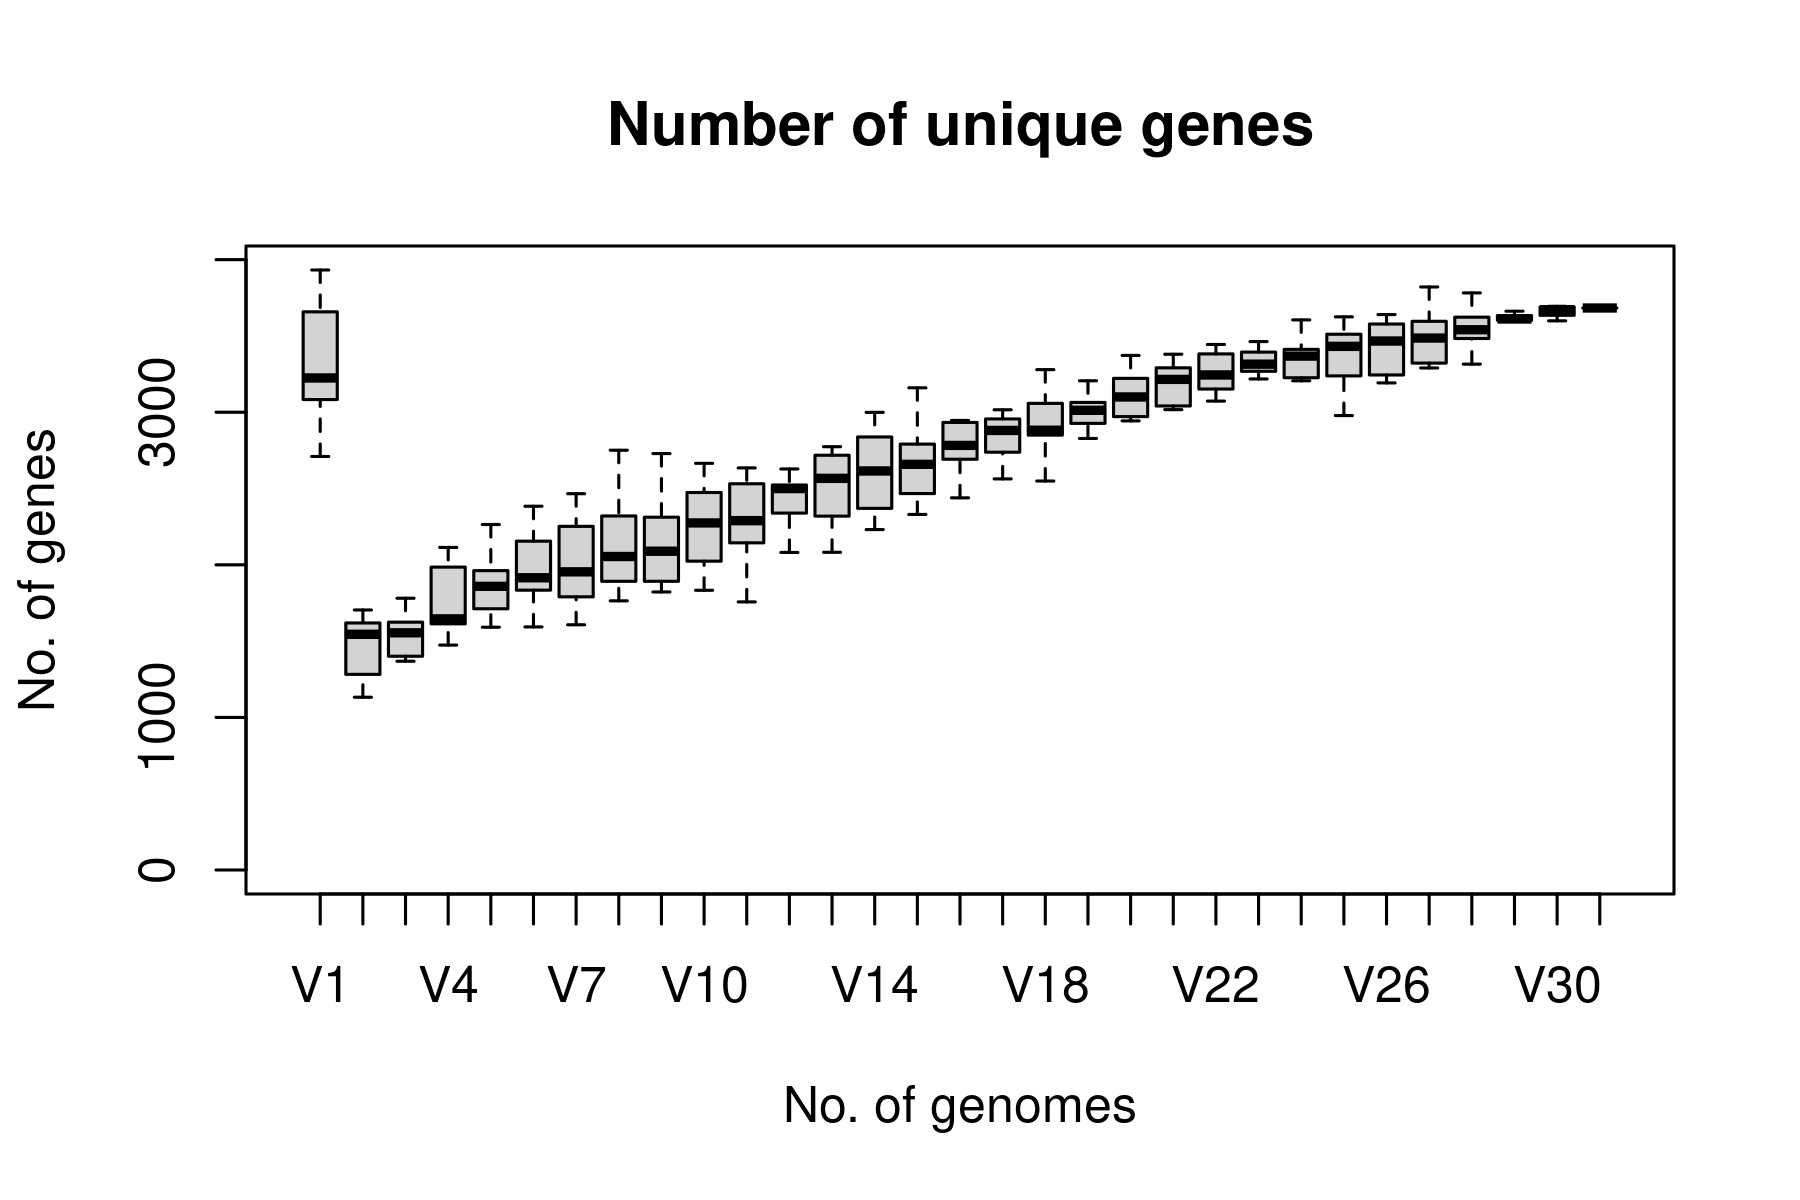 Number of unique genes
No. of genes
3000
1000
0
V1 V4 V7 V10 V14 V18 V22 V26 V30
No. of genomes